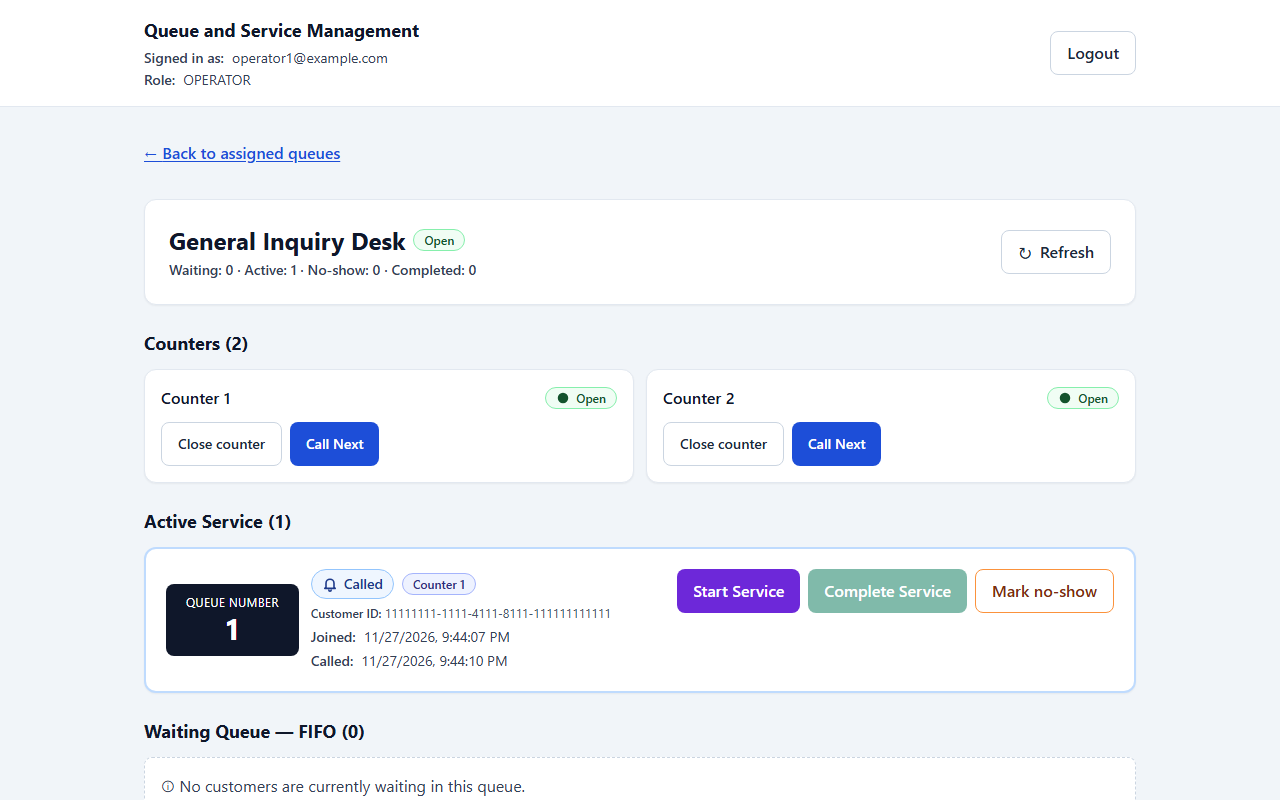 Queue and Service Management
Signed in as: operator1@example.com
Role: OPERATOR
Logout
← Back to assigned queues
General Inquiry Desk Open
Waiting: 0 · Active: 1 · No-show: 0 · Completed: 0
↻ Refresh
Counters (2)
Counter 1 Open
Close counter Call Next
Counter 2 Open
Close counter Call Next
Active Service (1)
QUEUE NUMBER
1
Called Counter 1
Customer ID: 11111111-1111-4111-8111-111111111111
Joined: 11/27/2026, 9:44:07 PM
Called: 11/27/2026, 9:44:10 PM
Start Service Complete Service Mark no-show
Waiting Queue — FIFO (0)
ⓘ No customers are currently waiting in this queue.